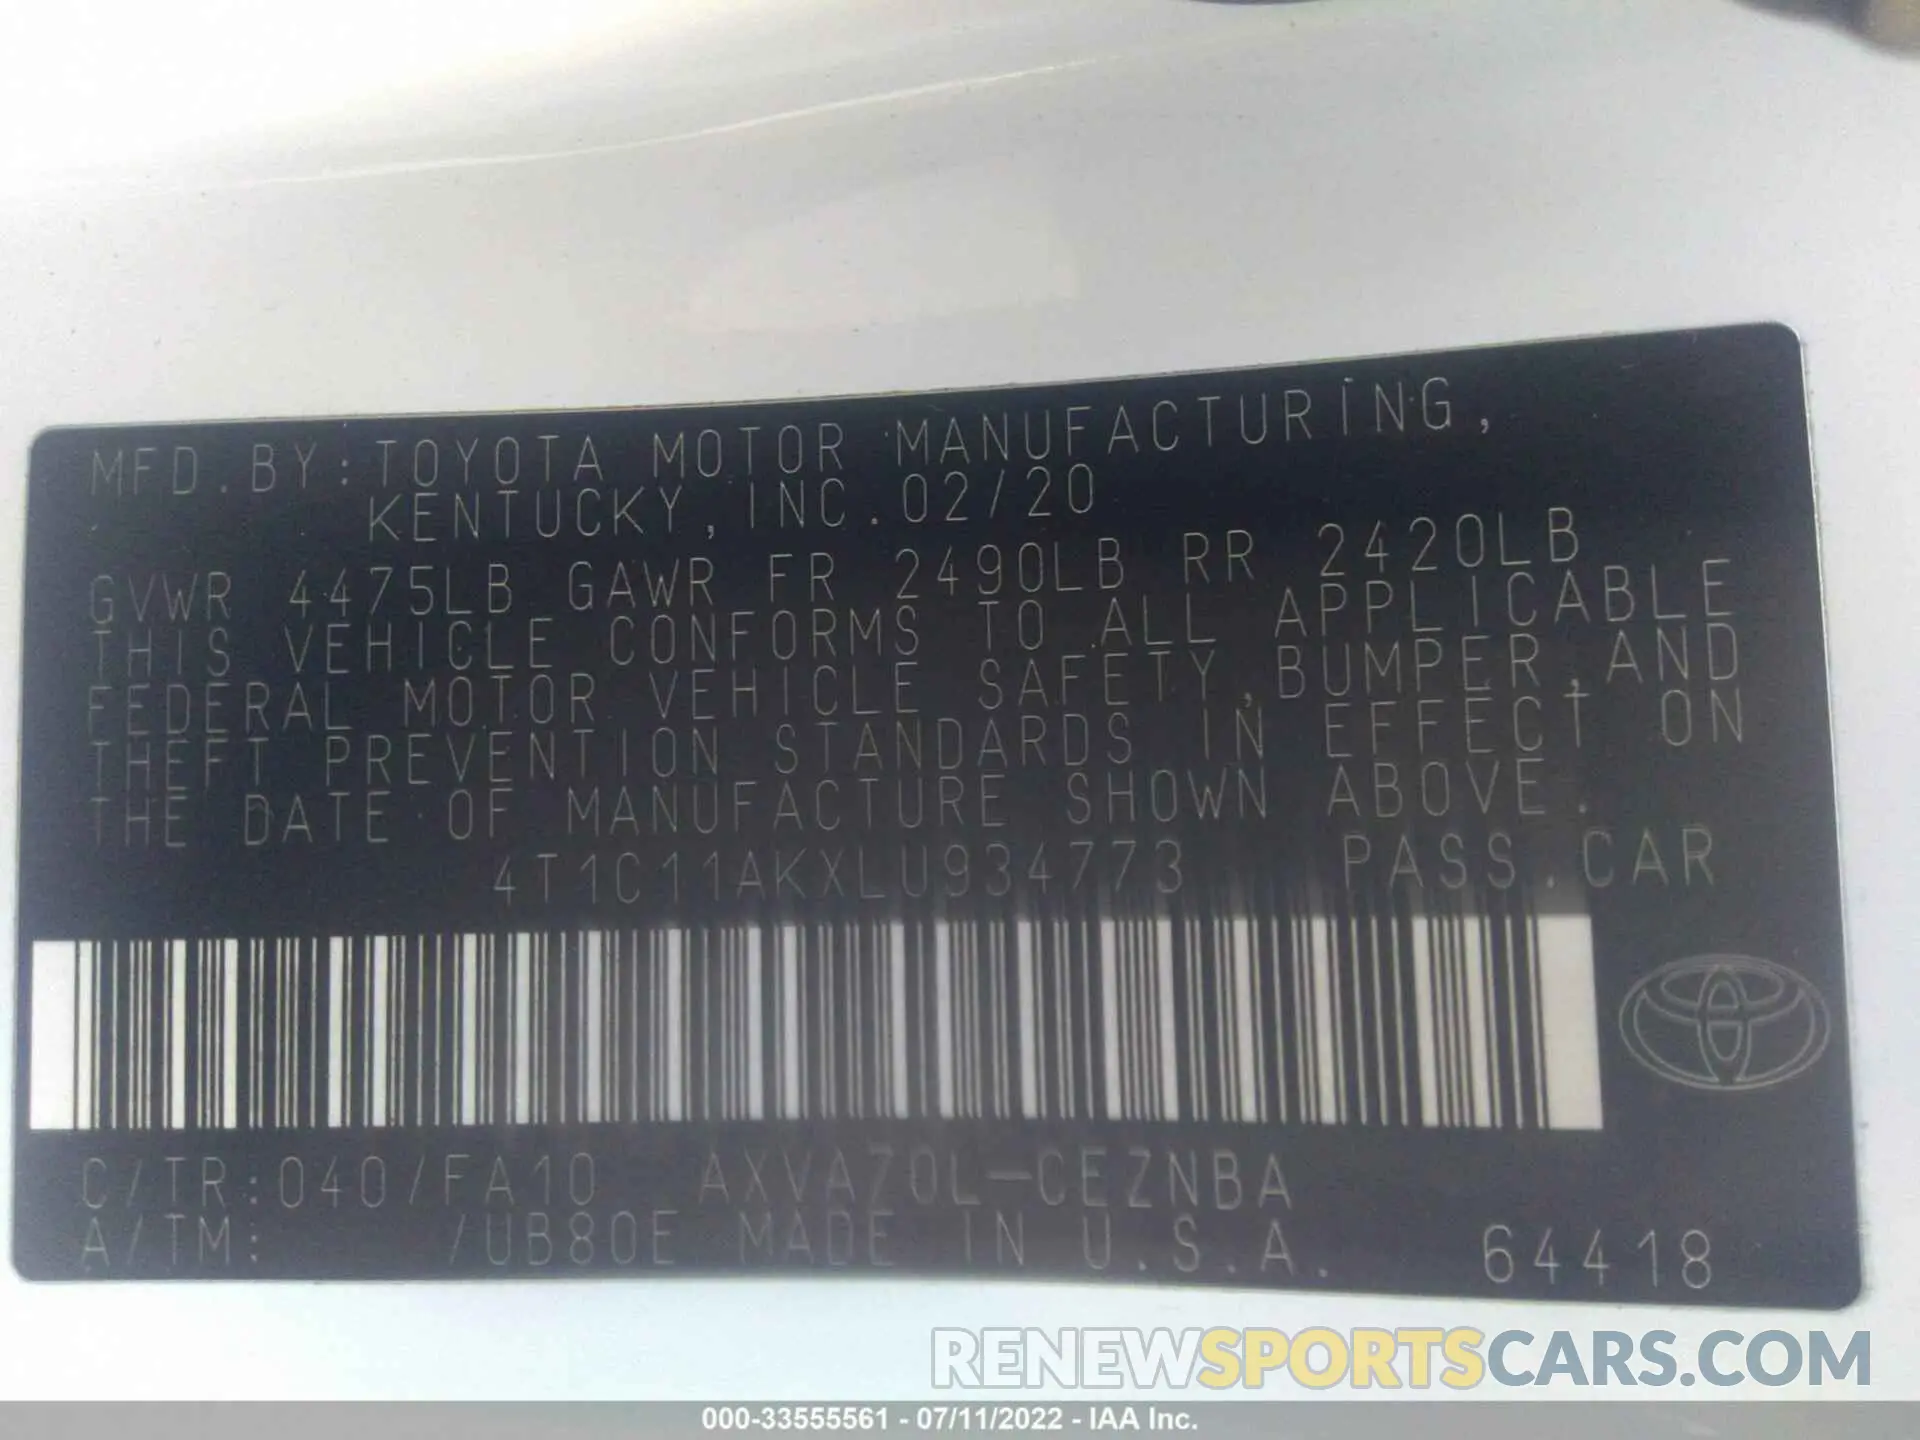 MFD.BY:TOYOTA MOTOR MANUFACTURING,
KENTUCKY, INC. 02/20
GVWR 4475LB GAWR FR 2490LB RR 2420LB
THIS VEHICLE CONFORMS TO ALL APPLICABLE
FEDERAL MOTOR VEHICLE SAFETY,BUMPER,AND
THEFT PREVENTION STANDARDS IN EFFECT ON
THE DATE OF MANUFACTURE SHOWN ABOVE.
4T1C11AKXLU934773 PASS.CAR
C/TR:040/FA10 AXVA70L-CEZNBA
A/TM: /UB80E MADE IN U.S.A. 64418
RENEWSPORTSCARS.COM
000-33555561 - 07/11/2022 - IAA Inc.